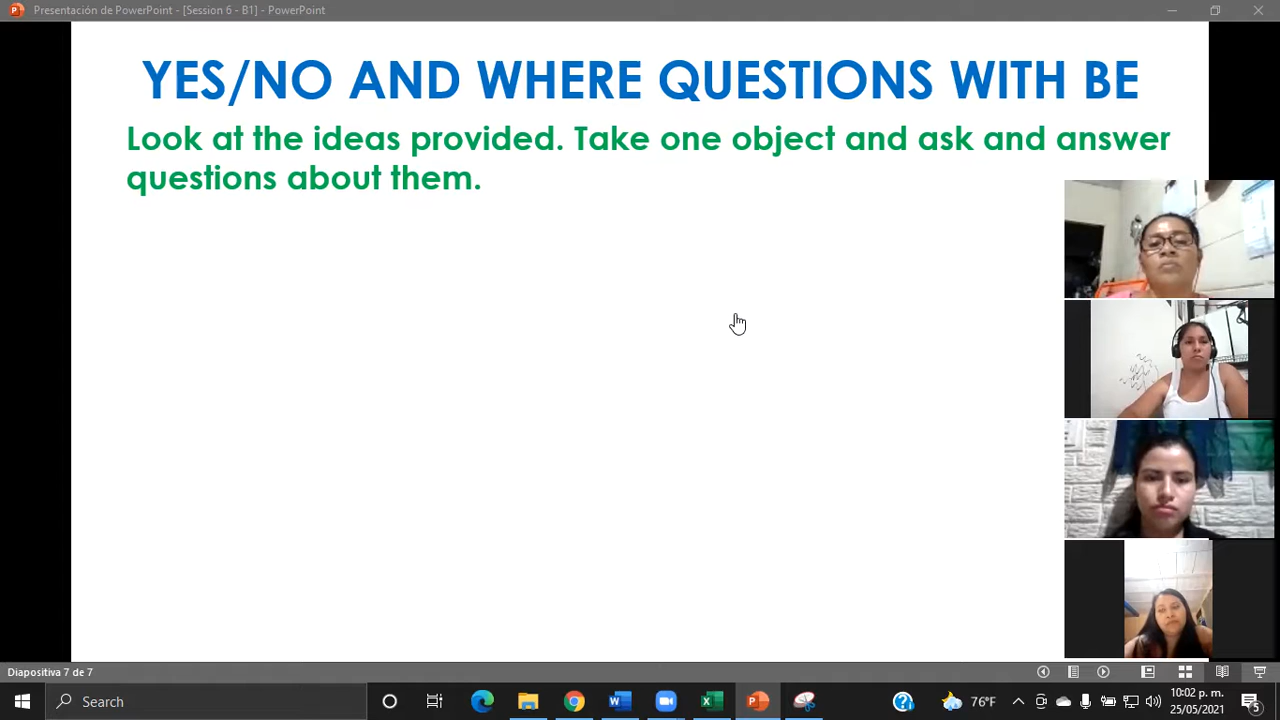 Presentación de PowerPoint - [Session 6 - B1] - PowerPoint
YES/NO AND WHERE QUESTIONS WITH BE
Look at the ideas provided. Take one object and ask and answer
questions about them.
Diapositiva 7 de 7
Search
76°F
10:02 p. m.
25/05/2021
5